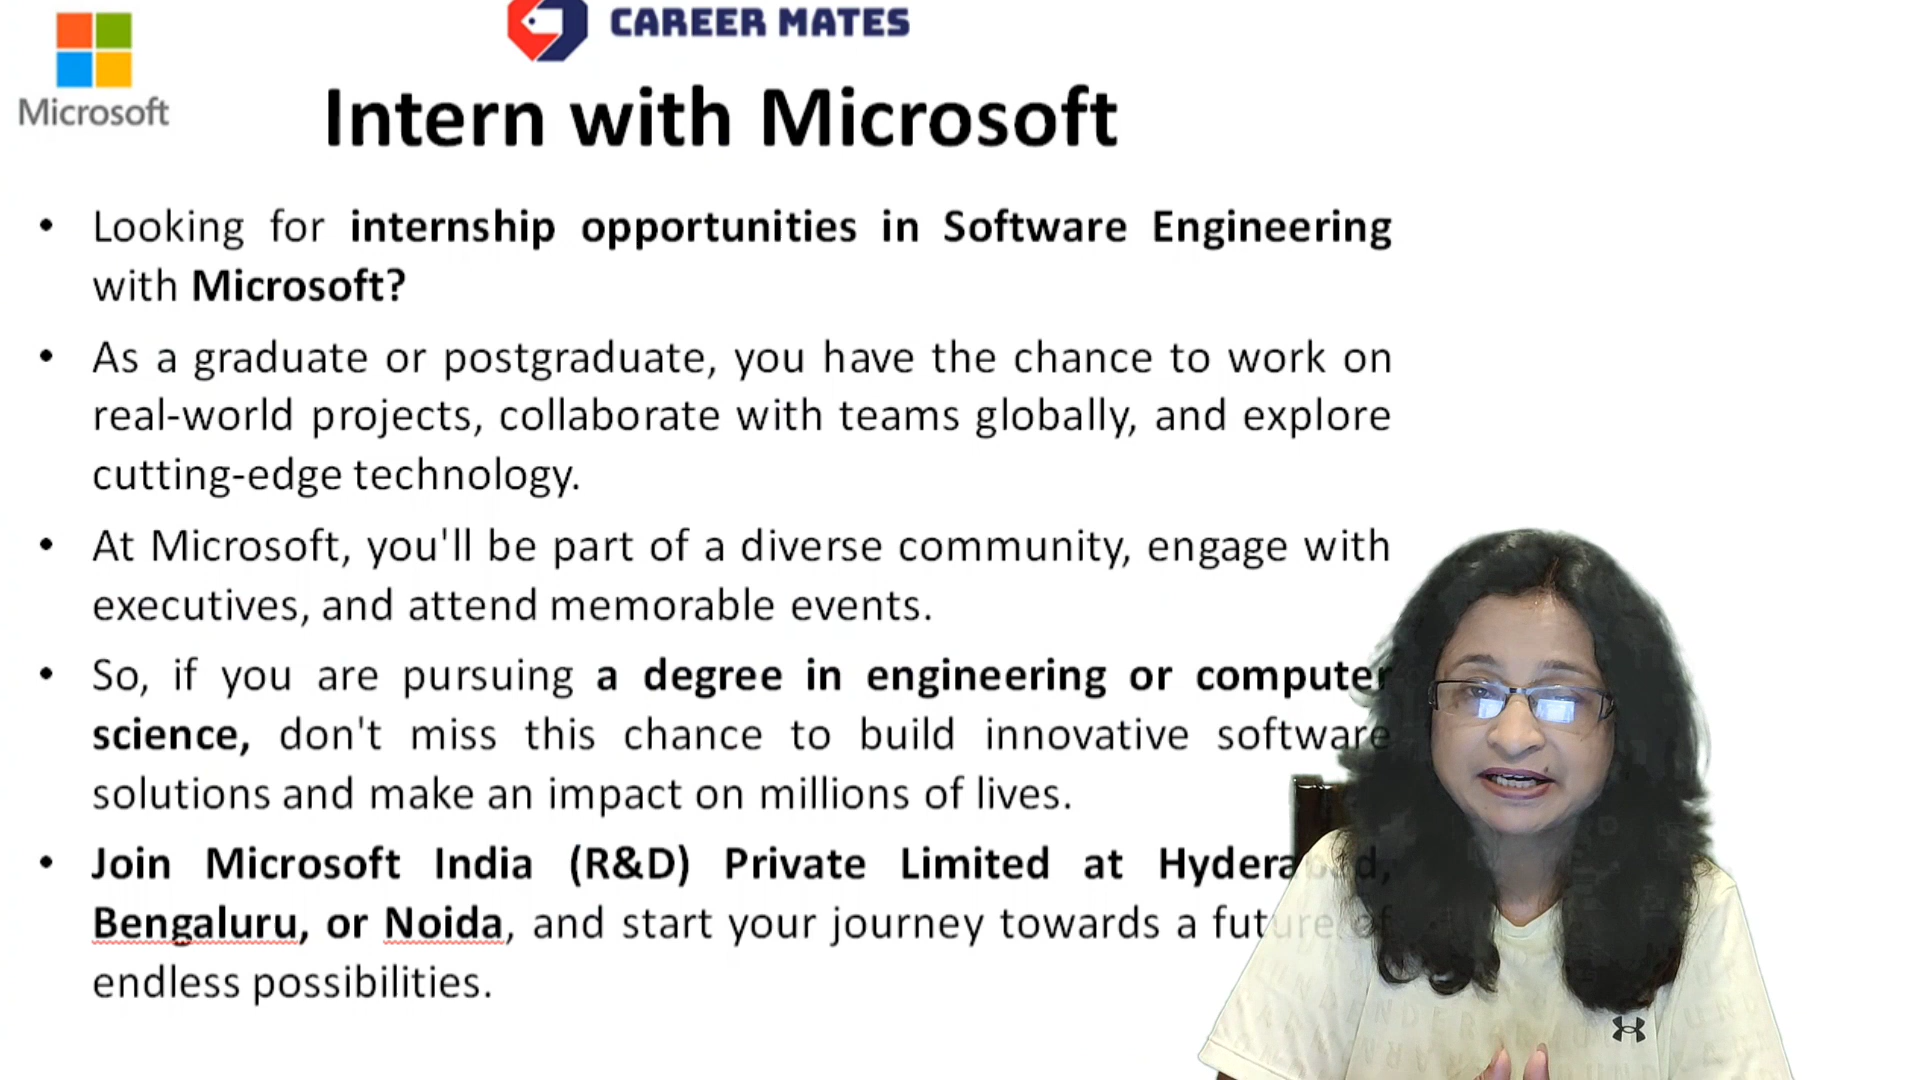 Microsoft
CAREER MATES
Intern with Microsoft
• Looking for internship opportunities in Software Engineering
with Microsoft?
• As a graduate or postgraduate, you have the chance to work on
real-world projects, collaborate with teams globally, and explore
cutting-edge technology.
• At Microsoft, you'll be part of a diverse community, engage with
executives, and attend memorable events.
• So, if you are pursuing a degree in engineering or computer
science, don't miss this chance to build innovative software
solutions and make an impact on millions of lives.
• Join Microsoft India (R&D) Private Limited at Hyderabad,
Bengaluru, or Noida, and start your journey towards a future of
endless possibilities.